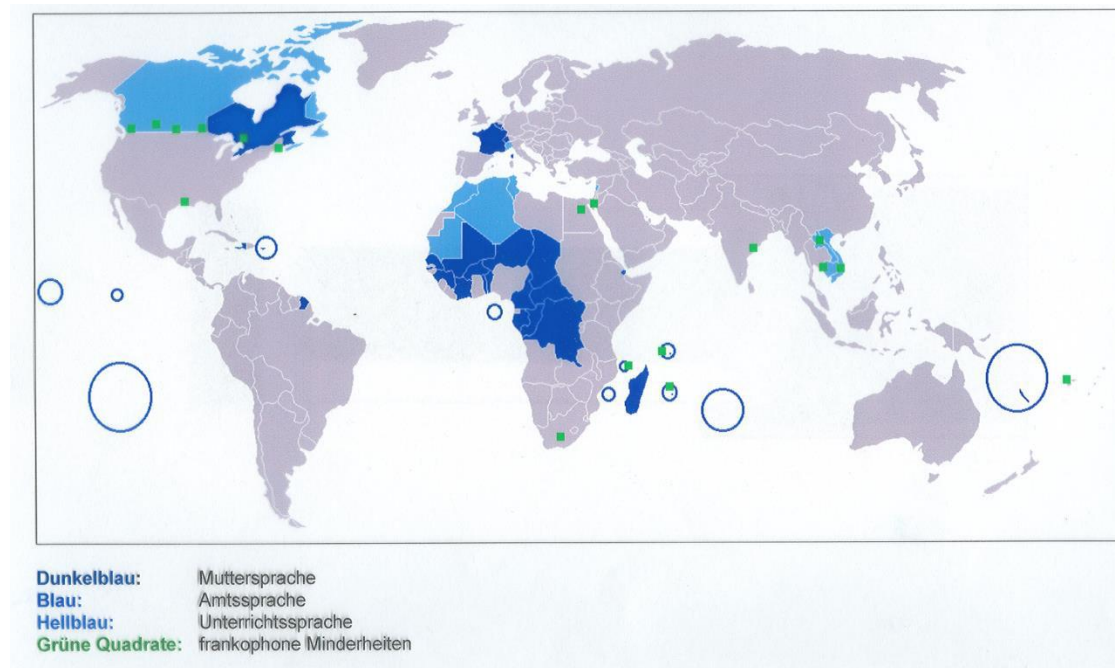 Dunkelblau: Muttersprache
Blau: Amtssprache
Hellblau: Unterrichtssprache
Grüne Quadrate: frankophone Minderheiten